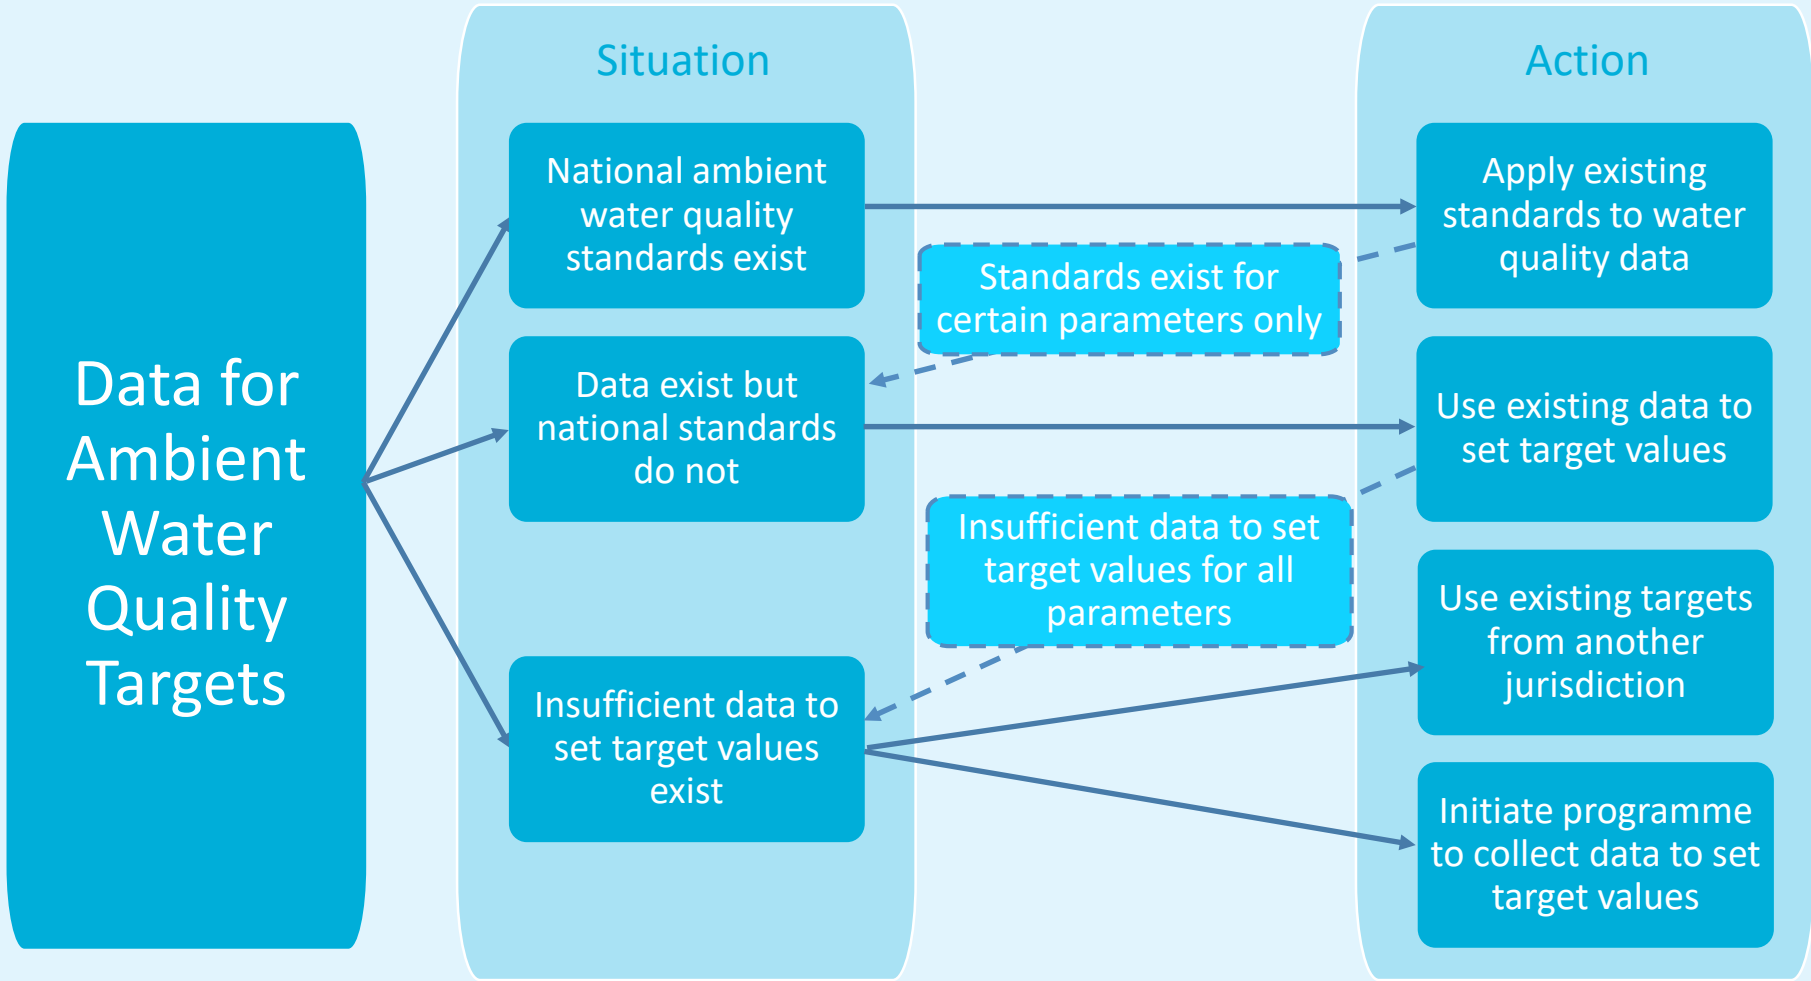 Data for
Ambient
Water
Quality
Targets
Situation
National ambient
water quality
standards exist
Data exist but
national standards
do not
Insufficient data to
set target values
exist
Standards exist for
certain parameters only
Insufficient data to set
target values for all
parameters
Action
Apply existing
standards to water
quality data
Use existing data to
set target values
Use existing targets
from another
jurisdiction
Initiate programme
to collect data to set
target values